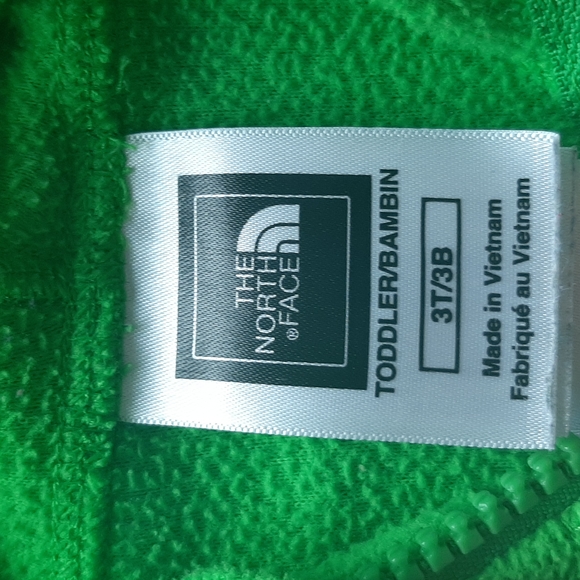 THE
NORTH
®FACE
TODDLER/BAMBIN
3T/3B
Made in Vietnam
Fabriqué au Vietnam